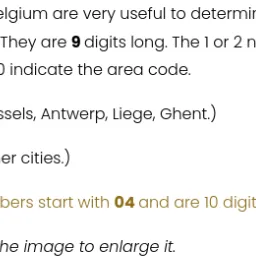 elgium are very useful to determin
They are 9 digits long. The 1 or 2 n
0 indicate the area code.
ssels, Antwerp, Liege, Ghent.)
er cities.)
bers start with 04 and are 10 digit
he image to enlarge it.